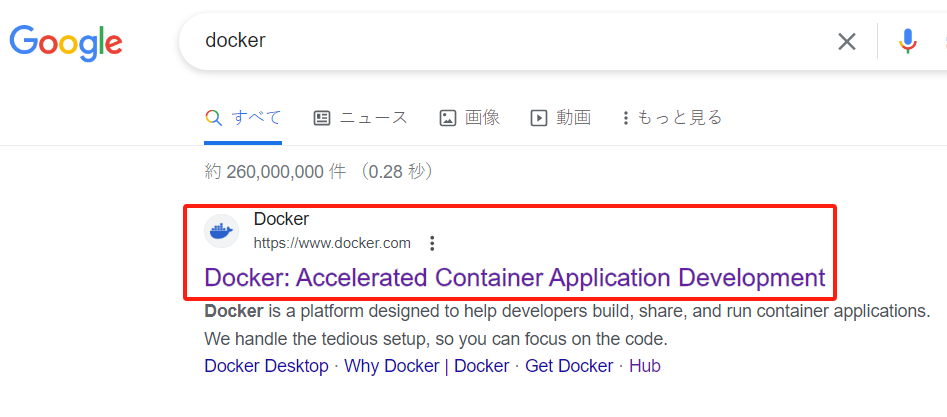 Google
docker
すべて ニュース 画像 動画 もっと見る
約 260,000,000 件 （0.28 秒）
Docker
https://www.docker.com
Docker: Accelerated Container Application Development
Docker is a platform designed to help developers build, share, and run container applications.
We handle the tedious setup, so you can focus on the code.
Docker Desktop · Why Docker | Docker · Get Docker · Hub